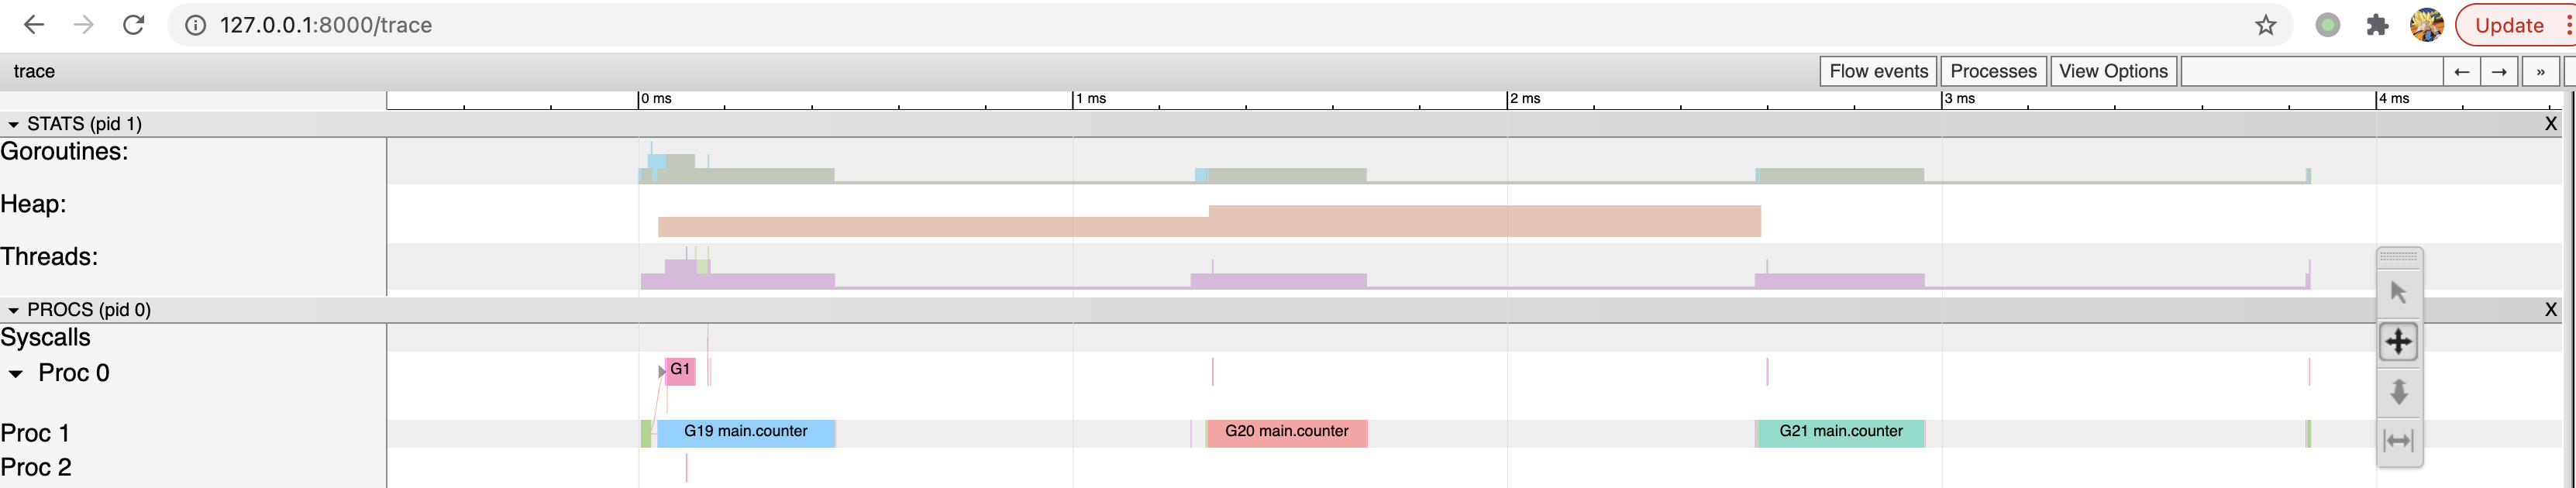 127.0.0.1:8000/trace
Update
trace
Flow events Processes View Options ← → »
0 ms 1 ms 2 ms 3 ms 4 ms
STATS (pid 1) X
Goroutines:
Heap:
Threads:
PROCS (pid 0) X
Syscalls
Proc 0 G1
Proc 1 G19 main.counter G20 main.counter G21 main.counter
Proc 2